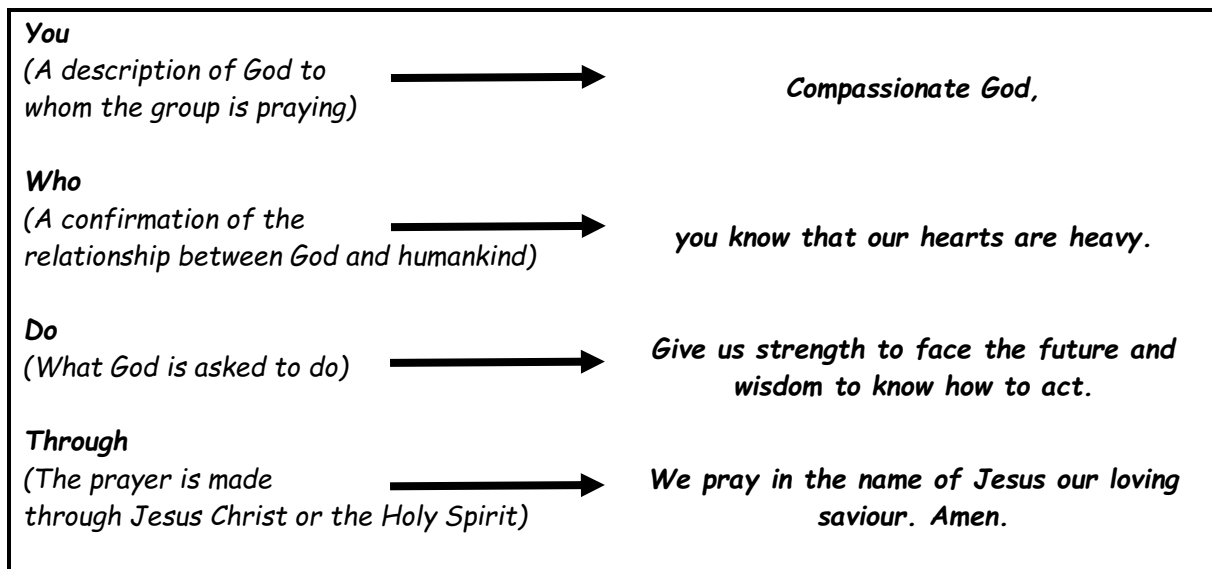 You
(A description of God to
whom the group is praying)
Compassionate God,
Who
(A confirmation of the
relationship between God and humankind)
you know that our hearts are heavy.
Do
(What God is asked to do)
Give us strength to face the future and
wisdom to know how to act.
Through
(The prayer is made
through Jesus Christ or the Holy Spirit)
We pray in the name of Jesus our loving
saviour. Amen.